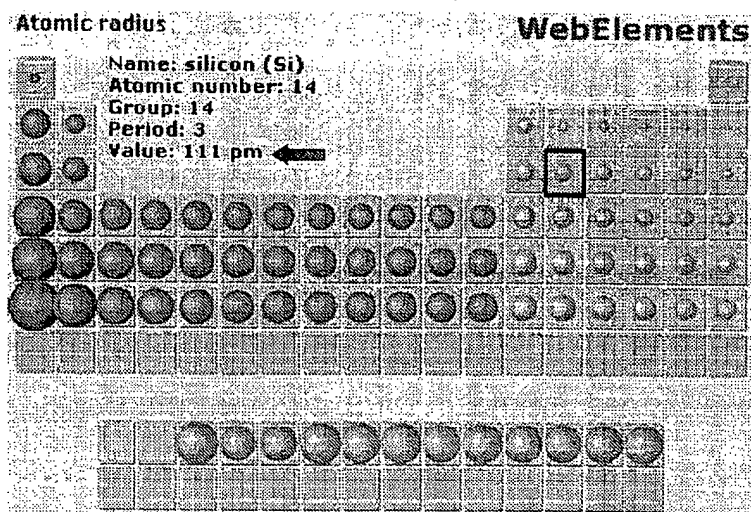 Atomic radius
WebElements
Name: silicon (Si)
Atomic number: 14
Group: 14
Period: 3
Value: 111 pm